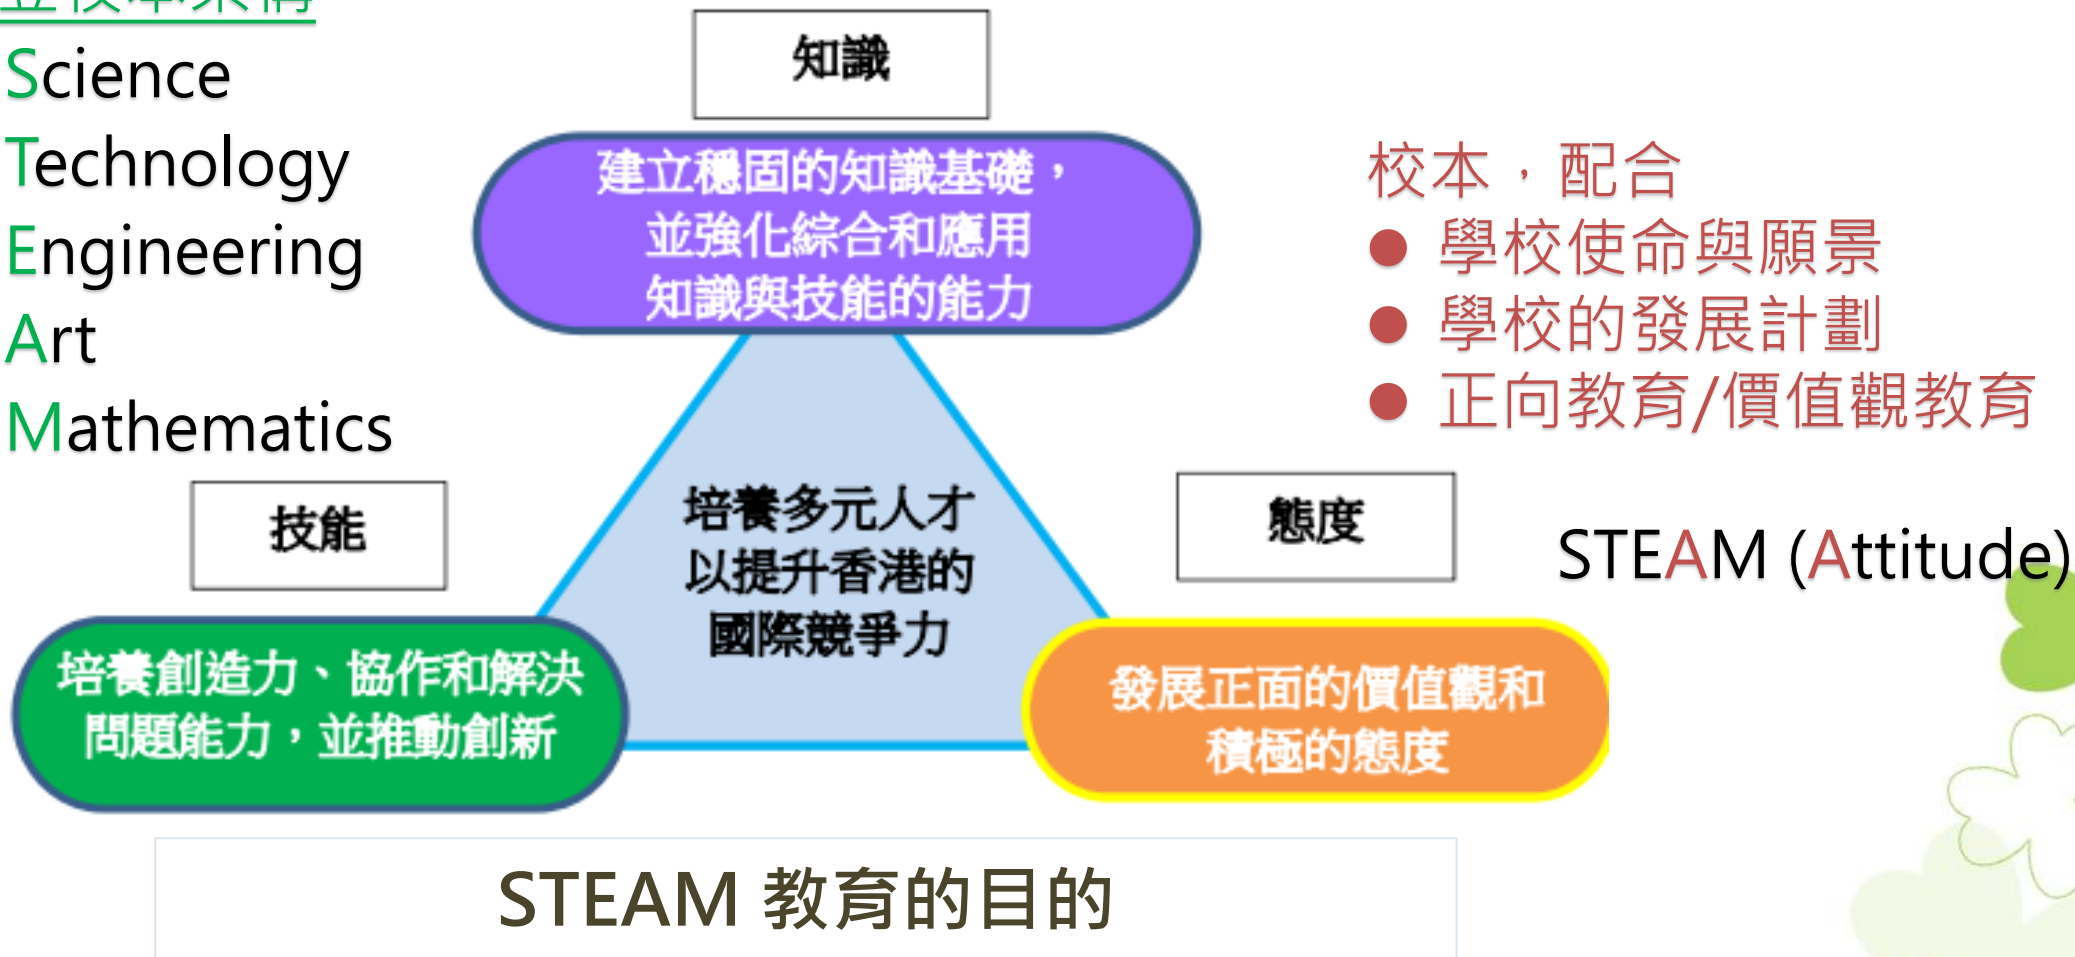 立校本架構
Science
Technology
Engineering
Art
Mathematics
知識
建立穩固的知識基礎，
並強化綜合和應用
知識與技能的能力
校本，配合
● 學校使命與願景
● 學校的發展計劃
● 正向教育/價值觀教育
技能
培養創造力、協作和解決
問題能力，並推動創新
培養多元人才
以提升香港的
國際競爭力
態度
STEAM (Attitude)
發展正面的價值觀和
積極的態度
STEAM 教育的目的